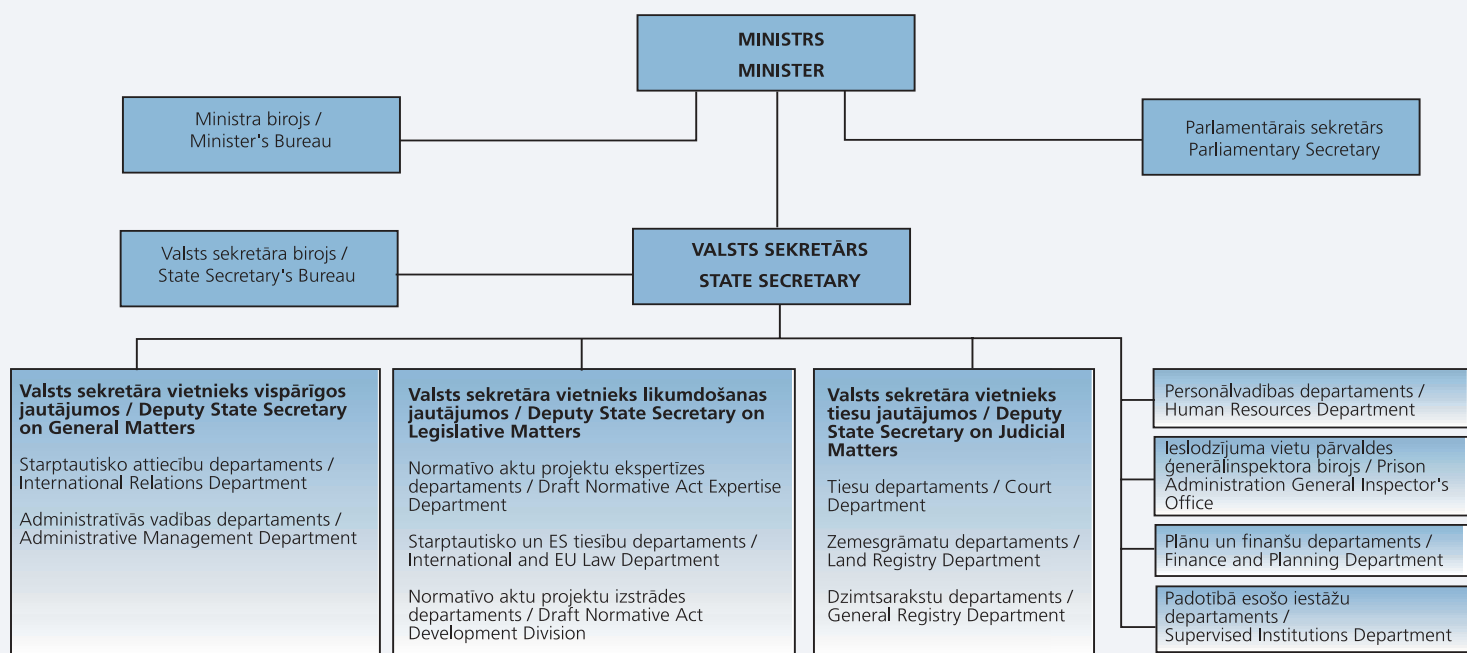 MINISTRS
MINISTER
Ministra birojs /
Minister's Bureau
Parlamentārais sekretārs
Parliamentary Secretary
Valsts sekretāra birojs /
State Secretary's Bureau
VALSTS SEKRETĀRS
STATE SECRETARY
Valsts sekretāra vietnieks vispārīgos
jautājumos / Deputy State Secretary
on General Matters
Starptautisko attiecību departaments /
International Relations Department
Administratīvās vadības departaments /
Administrative Management Department
Valsts sekretāra vietnieks likumdošanas
jautājumos / Deputy State Secretary on
Legislative Matters
Normatīvo aktu projektu ekspertīzes
departaments / Draft Normative Act Expertise
Department
Starptautisko un ES tiesību departaments /
International and EU Law Department
Normatīvo aktu projektu izstrādes
departaments / Draft Normative Act
Development Division
Valsts sekretāra vietnieks
tiesu jautājumos / Deputy
State Secretary on Judicial
Matters
Tiesu departaments / Court
Department
Zemesgrāmatu departaments /
Land Registry Department
Dzimtsarakstu departaments /
General Registry Department
Personālvadības departaments /
Human Resources Department
Ieslodzījuma vietu pārvaldes
ģenerālinspektora birojs / Prison
Administration General Inspector's
Office
Plānu un finanšu departaments /
Finance and Planning Department
Padotībā esošo iestāžu
departaments /
Supervised Institutions Department